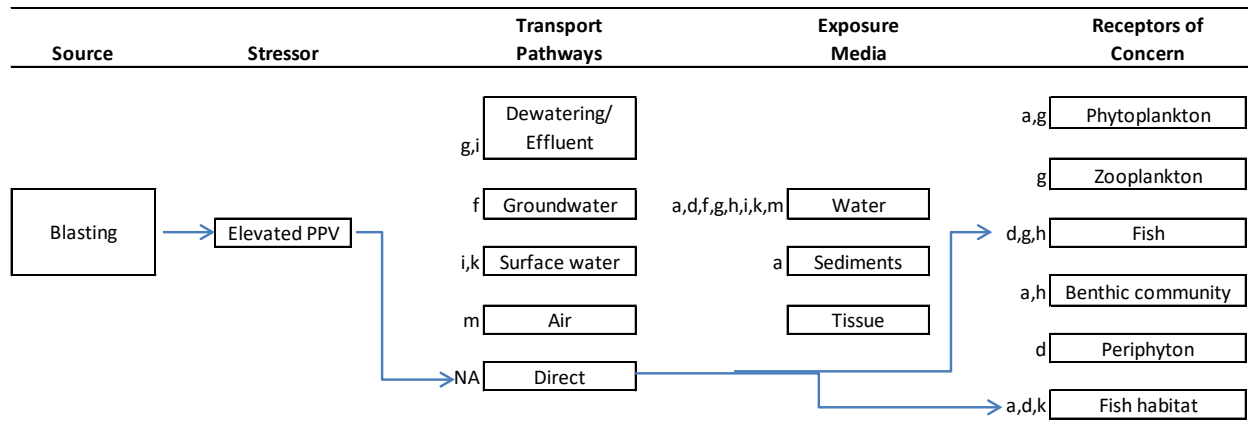 Source
Stressor
Transport
Pathways
Exposure
Media
Receptors of
Concern
Blasting
Elevated PPV
g,i
Dewatering/
Effluent
f
Groundwater
i,k
Surface water
m
Air
NA
Direct
a,d,f,g,h,i,k,m
Water
a
Sediments
Tissue
a,g
Phytoplankton
g
Zooplankton
d,g,h
Fish
a,h
Benthic community
d
Periphyton
a,d,k
Fish habitat